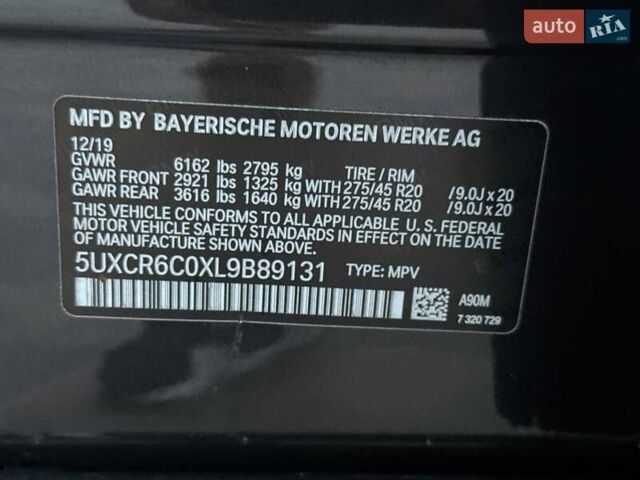 auto RIA
.com
MFD BY BAYERISCHE MOTOREN WERKE AG
12/19
GVWR 6162 lbs 2795 kg TIRE / RIM
GAWR FRONT 2921 lbs 1325 kg WITH 275/45 R20 /9.0J x 20
GAWR REAR 3616 lbs 1640 kg WITH 275/45 R20 /9.0J x 20
THIS VEHICLE CONFORMS TO ALL APPLICABLE U.S. FEDERAL
MOTOR VEHICLE SAFETY STANDARDS IN EFFECT ON THE DATE OF
MANUFACTURE SHOWN ABOVE.
5UXCR6C0XL9B89131 TYPE: MPV
A90M
7 320 729